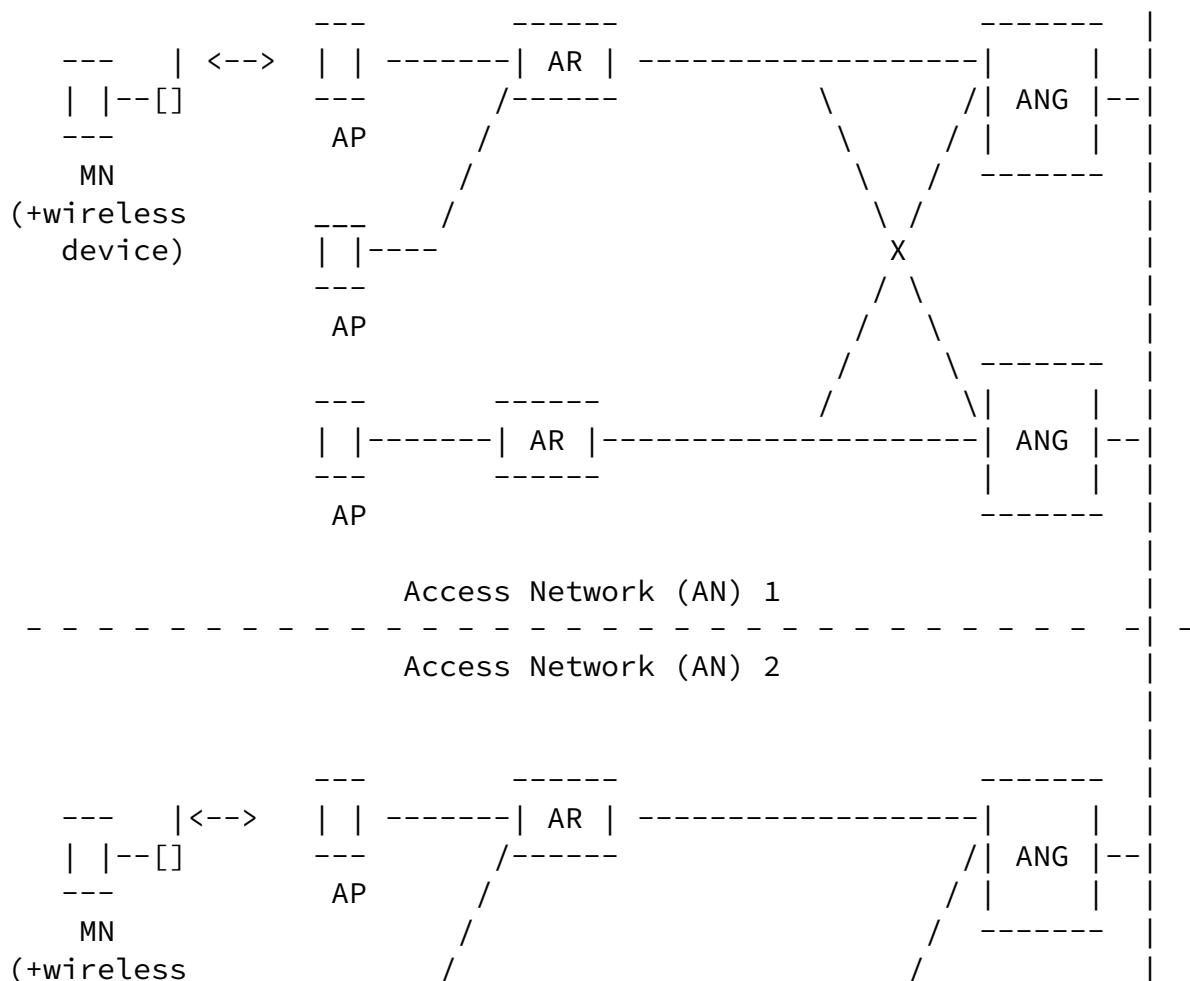 AR
ANG
AP
MN
(+wireless
device)
AP
AR
ANG
AP
Access Network (AN) 1
Access Network (AN) 2
AR
ANG
AP
MN
(+wireless